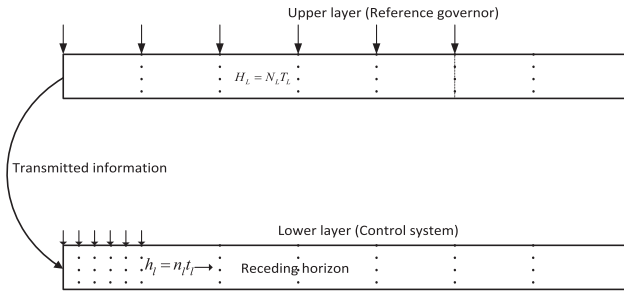 Upper layer (Reference governor)
H_L = N_L T_L
Transmitted information
Lower layer (Control system)
h_l = n_l t_l
Receding horizon